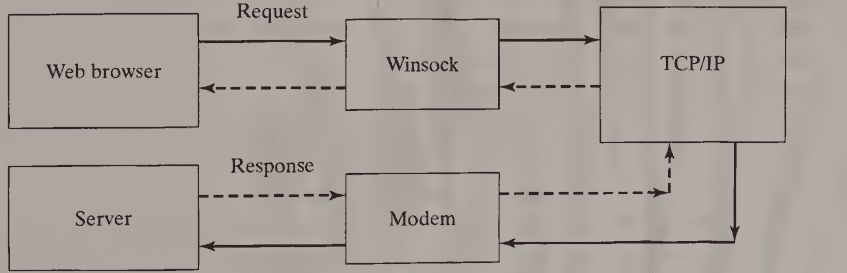 Request
Web browser
Winsock
TCP/IP
Response
Server
Modem